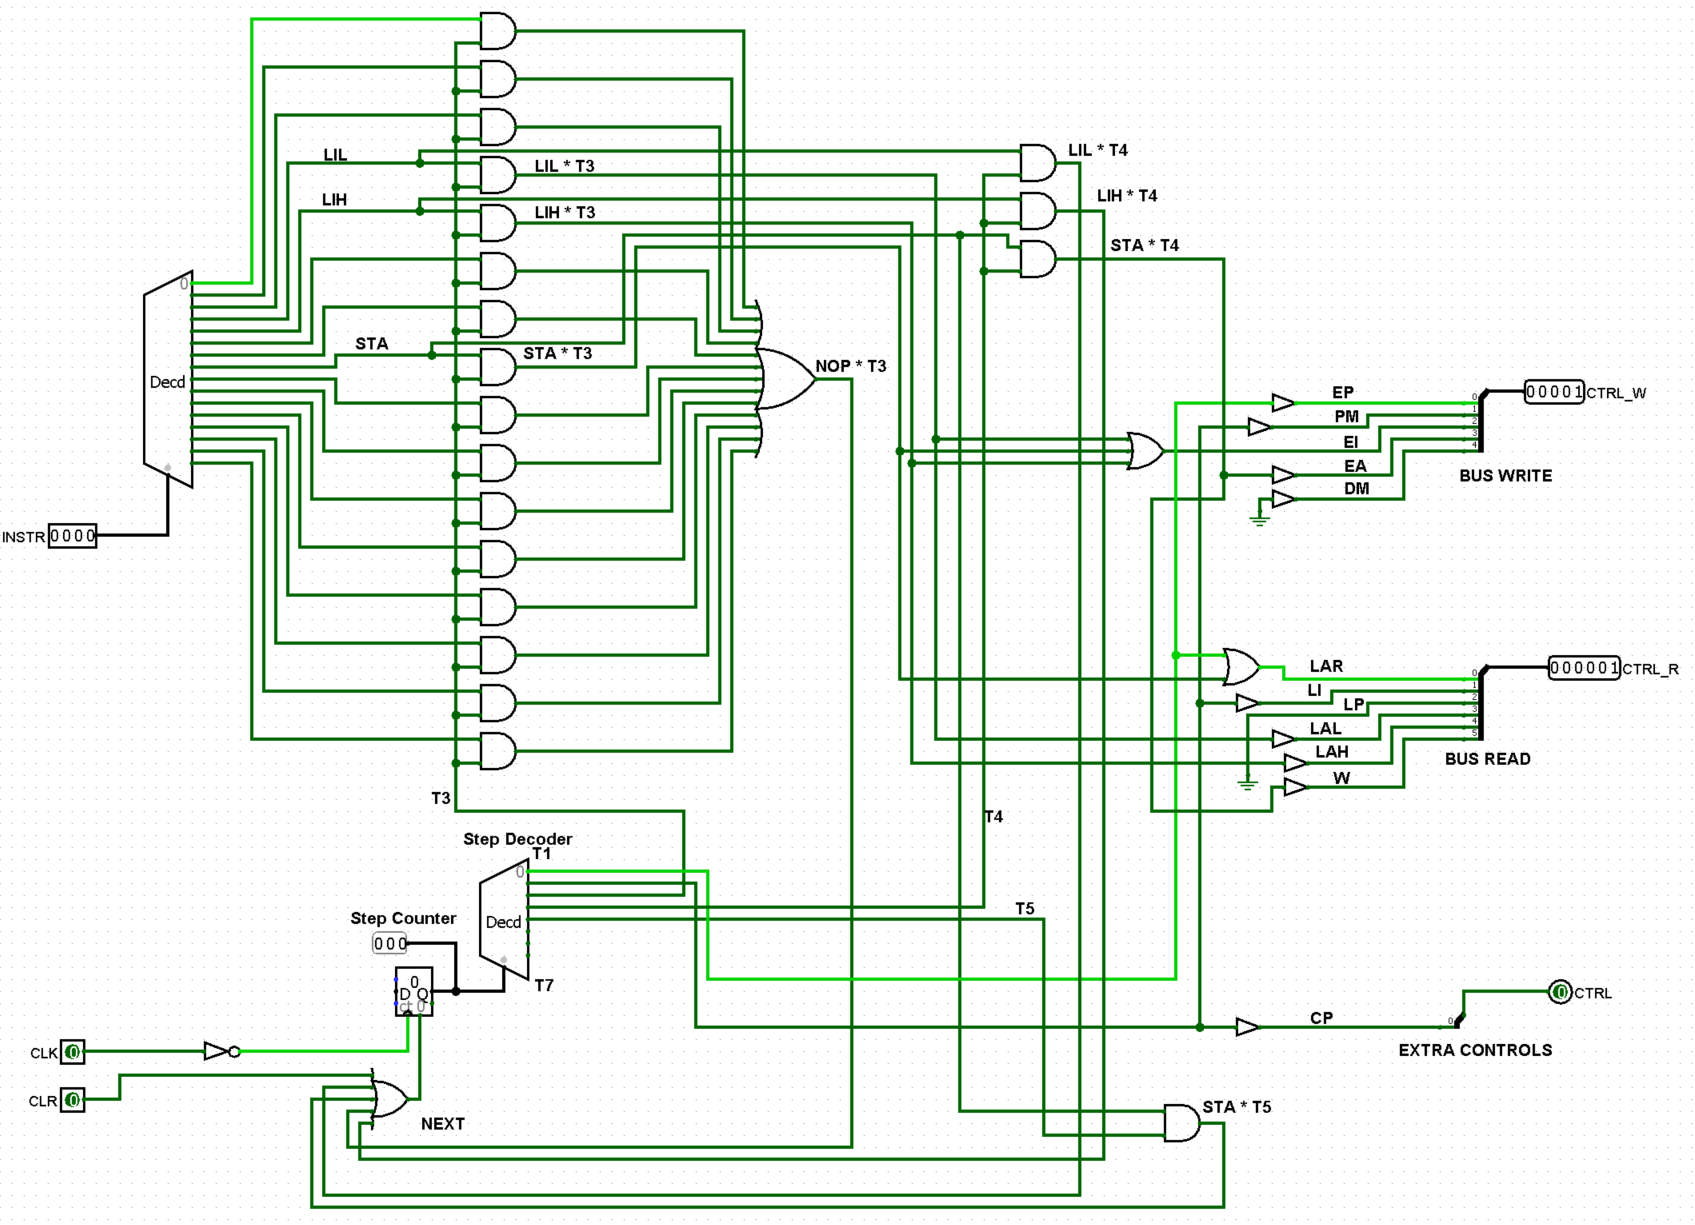 LIL
LIL * T3
LIL * T4
LIH
LIH * T3
LIH * T4
STA * T4
0
STA
STA * T3
NOP * T3
Decd
EP
0
00001
CTRL_W
PM
1
2
EI
3
4
EA
BUS WRITE
DM
INSTR
0000
LAR
0
000001
CTRL_R
LI
1
LP
2
3
LAL
4
5
LAH
BUS READ
W
T3
T4
Step Decoder
T1
0
Decd
T5
Step Counter
000
T7
0
D Q
ct 0
CP
0
0
CTRL
EXTRA CONTROLS
CLK
0
CLR
0
NEXT
STA * T5